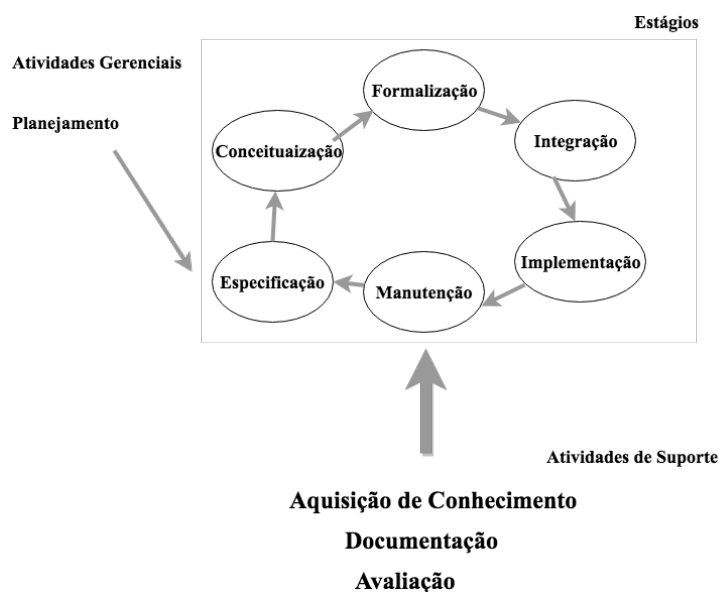 Estágios
Atividades Gerenciais
Planejamento
Formalização
Integração
Conceituaização
Implementação
Especificação
Manutenção
Atividades de Suporte
Aquisição de Conhecimento
Documentação
Avaliação